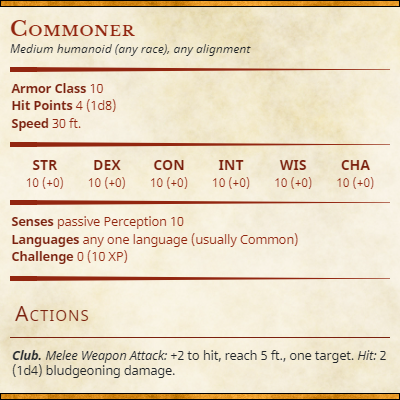 COMMONER
Medium humanoid (any race), any alignment
Armor Class 10
Hit Points 4 (1d8)
Speed 30 ft.
STR DEX CON INT WIS CHA
10 (+0) 10 (+0) 10 (+0) 10 (+0) 10 (+0) 10 (+0)
Senses passive Perception 10
Languages any one language (usually Common)
Challenge 0 (10 XP)
ACTIONS
Club. Melee Weapon Attack: +2 to hit, reach 5 ft., one target. Hit: 2
(1d4) bludgeoning damage.